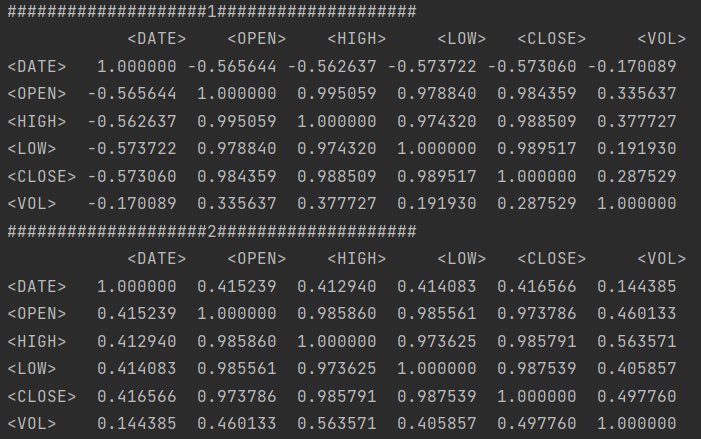 ####################1####################
<DATE> <OPEN> <HIGH> <LOW> <CLOSE> <VOL>
<DATE> 1.000000 -0.565644 -0.562637 -0.573722 -0.573060 -0.170089
<OPEN> -0.565644 1.000000 0.995059 0.978840 0.984359 0.335637
<HIGH> -0.562637 0.995059 1.000000 0.974320 0.988509 0.377727
<LOW> -0.573722 0.978840 0.974320 1.000000 0.989517 0.191930
<CLOSE> -0.573060 0.984359 0.988509 0.989517 1.000000 0.287529
<VOL> -0.170089 0.335637 0.377727 0.191930 0.287529 1.000000
####################2####################
<DATE> <OPEN> <HIGH> <LOW> <CLOSE> <VOL>
<DATE> 1.000000 0.415239 0.412940 0.414083 0.416566 0.144385
<OPEN> 0.415239 1.000000 0.985860 0.985561 0.973786 0.460133
<HIGH> 0.412940 0.985860 1.000000 0.973625 0.985791 0.563571
<LOW> 0.414083 0.985561 0.973625 1.000000 0.987539 0.405857
<CLOSE> 0.416566 0.973786 0.985791 0.987539 1.000000 0.497760
<VOL> 0.144385 0.460133 0.563571 0.405857 0.497760 1.000000